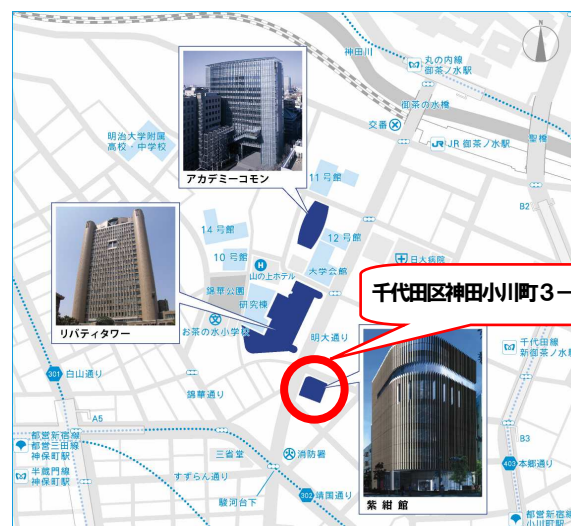 N
神田川
丸の内線
御茶ノ水駅
御茶の水橋
交番
JR 御茶ノ水駅
聖橋
B2
明治大学附属
高校・中学校
アカデミーコモン
11号館
12号館
14号館
10号館
山の上ホテル
大学会館
日大病院
錦華公園
研究棟
お茶の水小学校
リバティタワー
明大通り
千代田区神田小川町3－
千代田線
新御茶ノ水駅
301 白山通り
錦華通り
A5
都営新宿線
都営三田線
神保町駅
半蔵門線
神保町駅
三省堂
すずらん通り
駿河台下
消防署
302 靖国通り
紫紺館
B3
403 本郷通り
都営新宿線
小川町駅